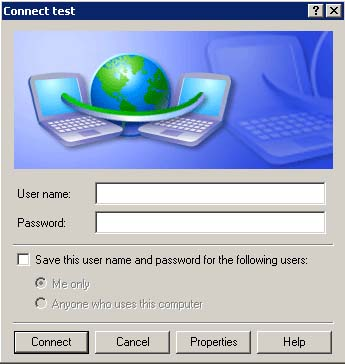 Connect test
User name:
Password:
Save this user name and password for the following users:
Me only
Anyone who uses this computer
Connect Cancel Properties Help